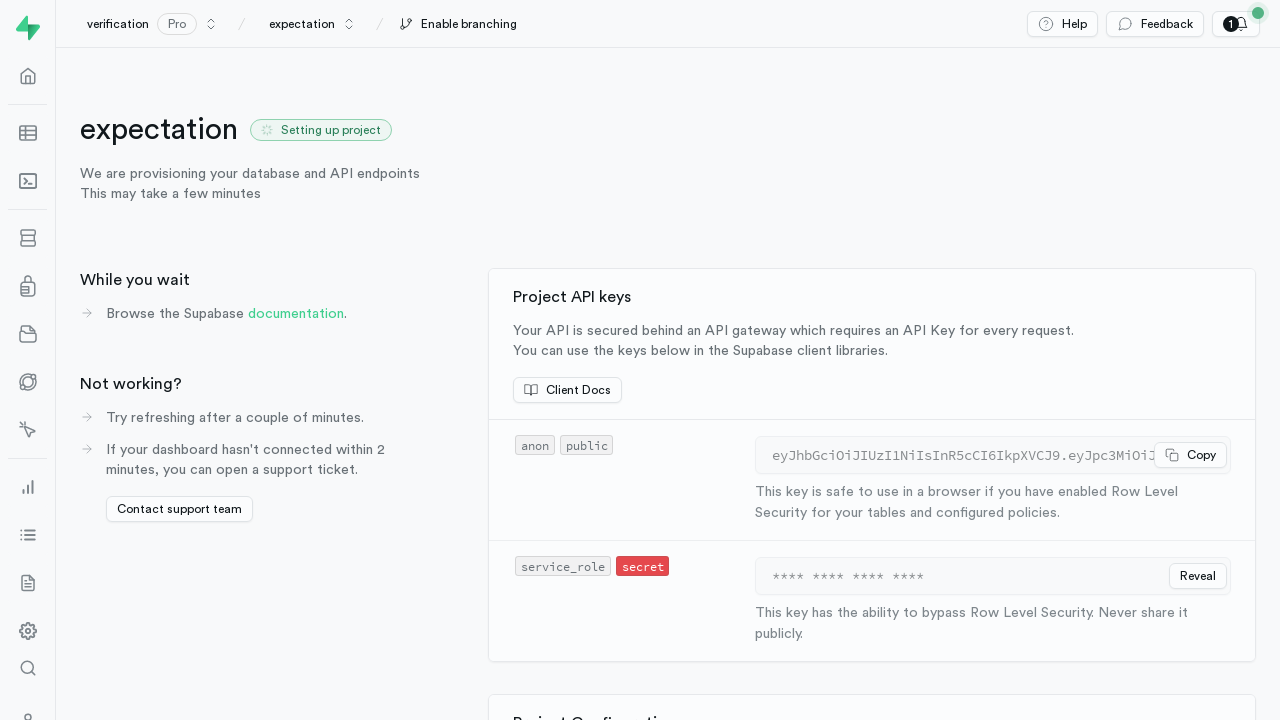 verification Pro / expectation / Enable branching
Help
Feedback
1
expectation
Setting up project
We are provisioning your database and API endpoints
This may take a few minutes
While you wait
Browse the Supabase documentation.
Not working?
Try refreshing after a couple of minutes.
If your dashboard hasn't connected within 2
minutes, you can open a support ticket.
Contact support team
Project API keys
Your API is secured behind an API gateway which requires an API Key for every request.
You can use the keys below in the Supabase client libraries.
Client Docs
anon public
eyJhbGciOiJIUzI1NiIsInR5cCI6IkpXVCJ9.eyJpc3MiOiJ
Copy
This key is safe to use in a browser if you have enabled Row Level
Security for your tables and configured policies.
service_role secret
**** **** **** ****
Reveal
This key has the ability to bypass Row Level Security. Never share it
publicly.